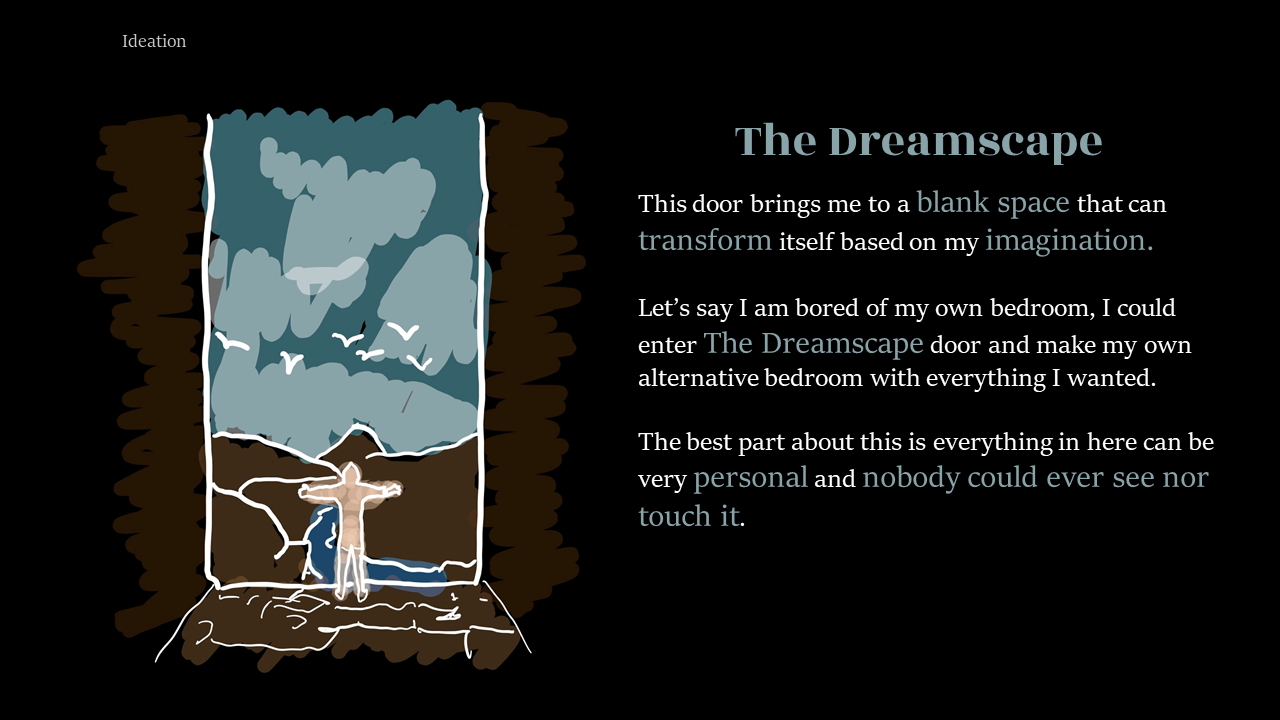 Ideation
The Dreamscape
This door brings me to a blank space that can
transform itself based on my imagination.
Let’s say I am bored of my own bedroom, I could
enter The Dreamscape door and make my own
alternative bedroom with everything I wanted.
The best part about this is everything in here can be
very personal and nobody could ever see nor
touch it.